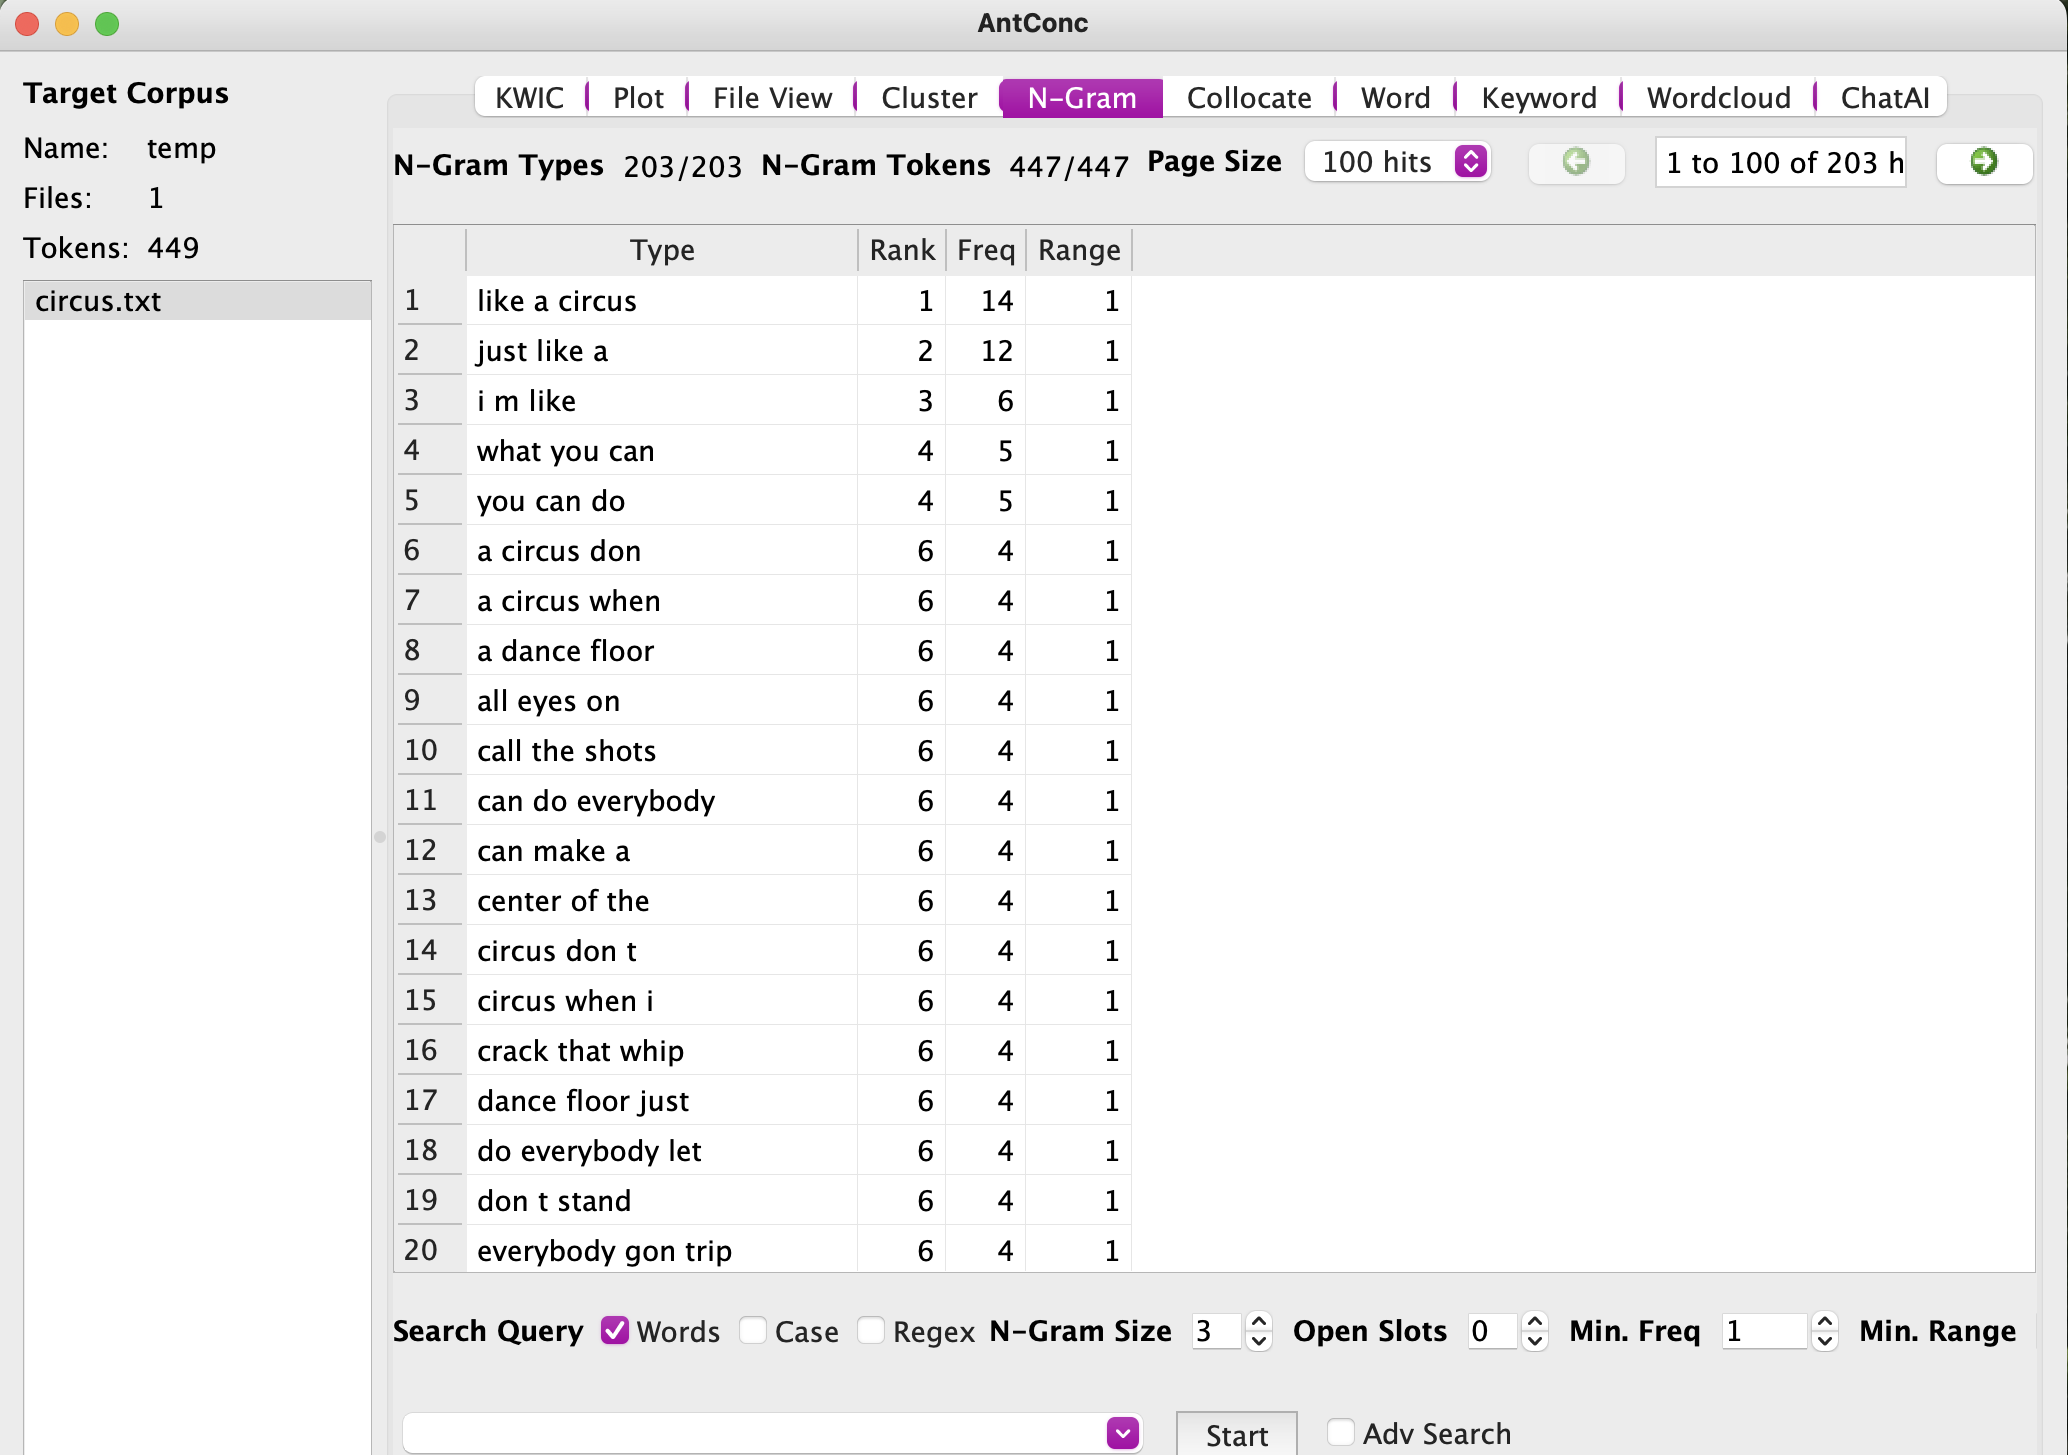 AntConc
Target Corpus
Name: temp
Files: 1
Tokens: 449
circus.txt
KWIC Plot File View Cluster N-Gram Collocate Word Keyword Wordcloud ChatAI
N-Gram Types 203/203 N-Gram Tokens 447/447 Page Size 100 hits 1 to 100 of 203 h
Type Rank Freq Range
1 like a circus 1 14 1
2 just like a 2 12 1
3 i m like 3 6 1
4 what you can 4 5 1
5 you can do 4 5 1
6 a circus don 6 4 1
7 a circus when 6 4 1
8 a dance floor 6 4 1
9 all eyes on 6 4 1
10 call the shots 6 4 1
11 can do everybody 6 4 1
12 can make a 6 4 1
13 center of the 6 4 1
14 circus don t 6 4 1
15 circus when i 6 4 1
16 crack that whip 6 4 1
17 dance floor just 6 4 1
18 do everybody let 6 4 1
19 don t stand 6 4 1
20 everybody gon trip 6 4 1
Search Query Words Case Regex N-Gram Size 3 Open Slots 0 Min. Freq 1 Min. Range
Start Adv Search